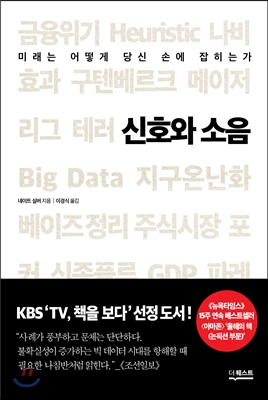 금융위기 Heuristic 나비
미래는 어떻게 당신 손에 잡히는가
효과 구텐베르크 메이저
리그 테러 신호와 소음
Big Data 지구온난화
네이트 실버 지음 | 이경식 옮김
베이즈정리 주식시장 포
커 신종플루 GDP 파레
KBS 'TV, 책을 보다' 선정 도서!
《뉴욕타임스》
15주 연속 베스트셀러
〈아마존〉 '올해의 책
〈논픽션 부문〉'
"사례가 풍부하고 문체는 단단하다.
불확실성이 증가하는 빅 데이터 시대를 항해할 때
필요한 나침반처럼 읽힌다." _《조선일보》
더퀘스트